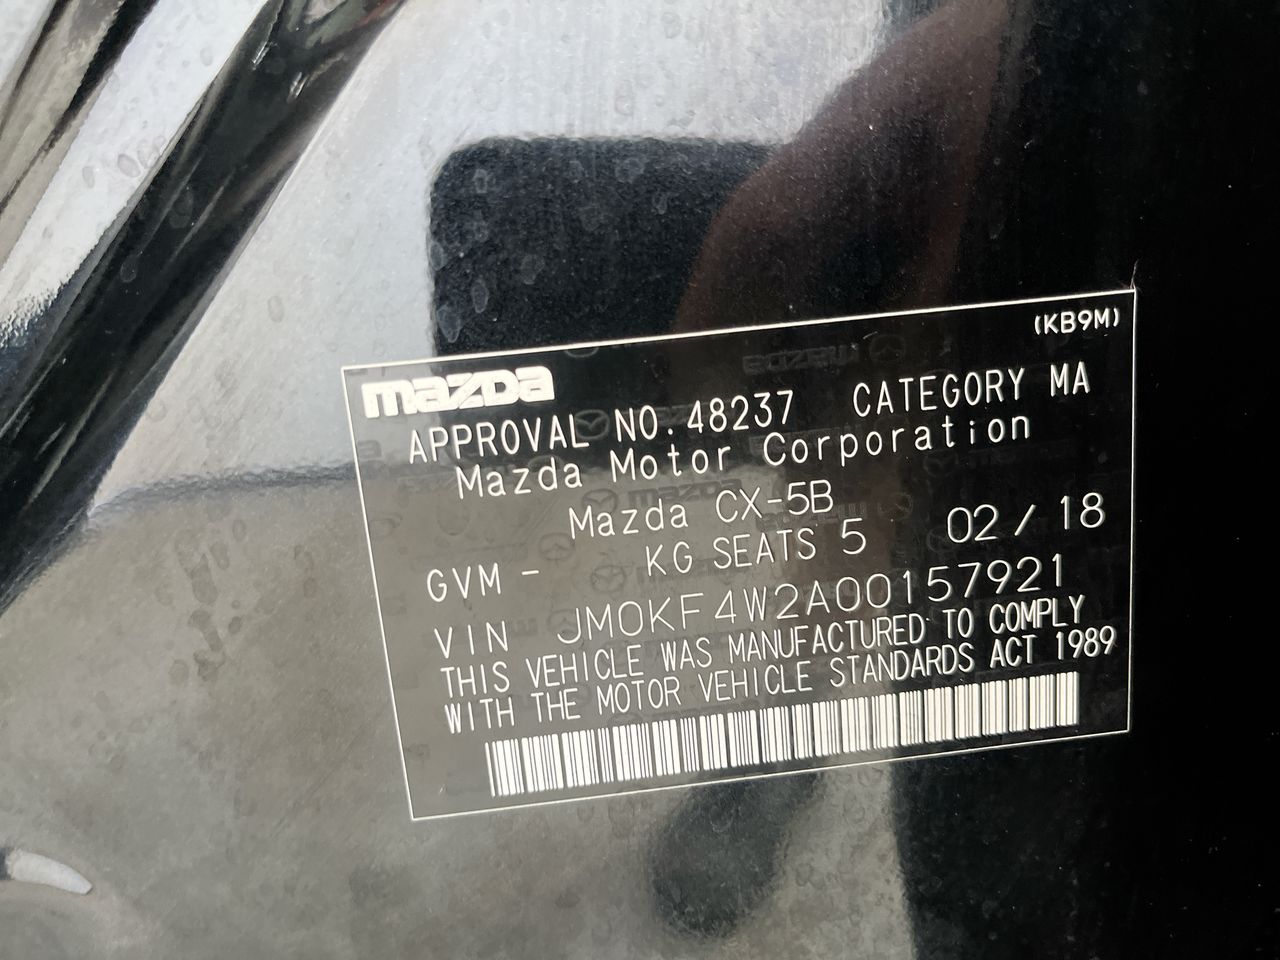 (KB9M)
mazda
APPROVAL NO.48237 CATEGORY MA
Mazda Motor Corporation
Mazda CX-5B
GVM - KG SEATS 5 02/18
VIN JM0KF4W2A00157921
THIS VEHICLE WAS MANUFACTURED TO COMPLY
WITH THE MOTOR VEHICLE STANDARDS ACT 1989